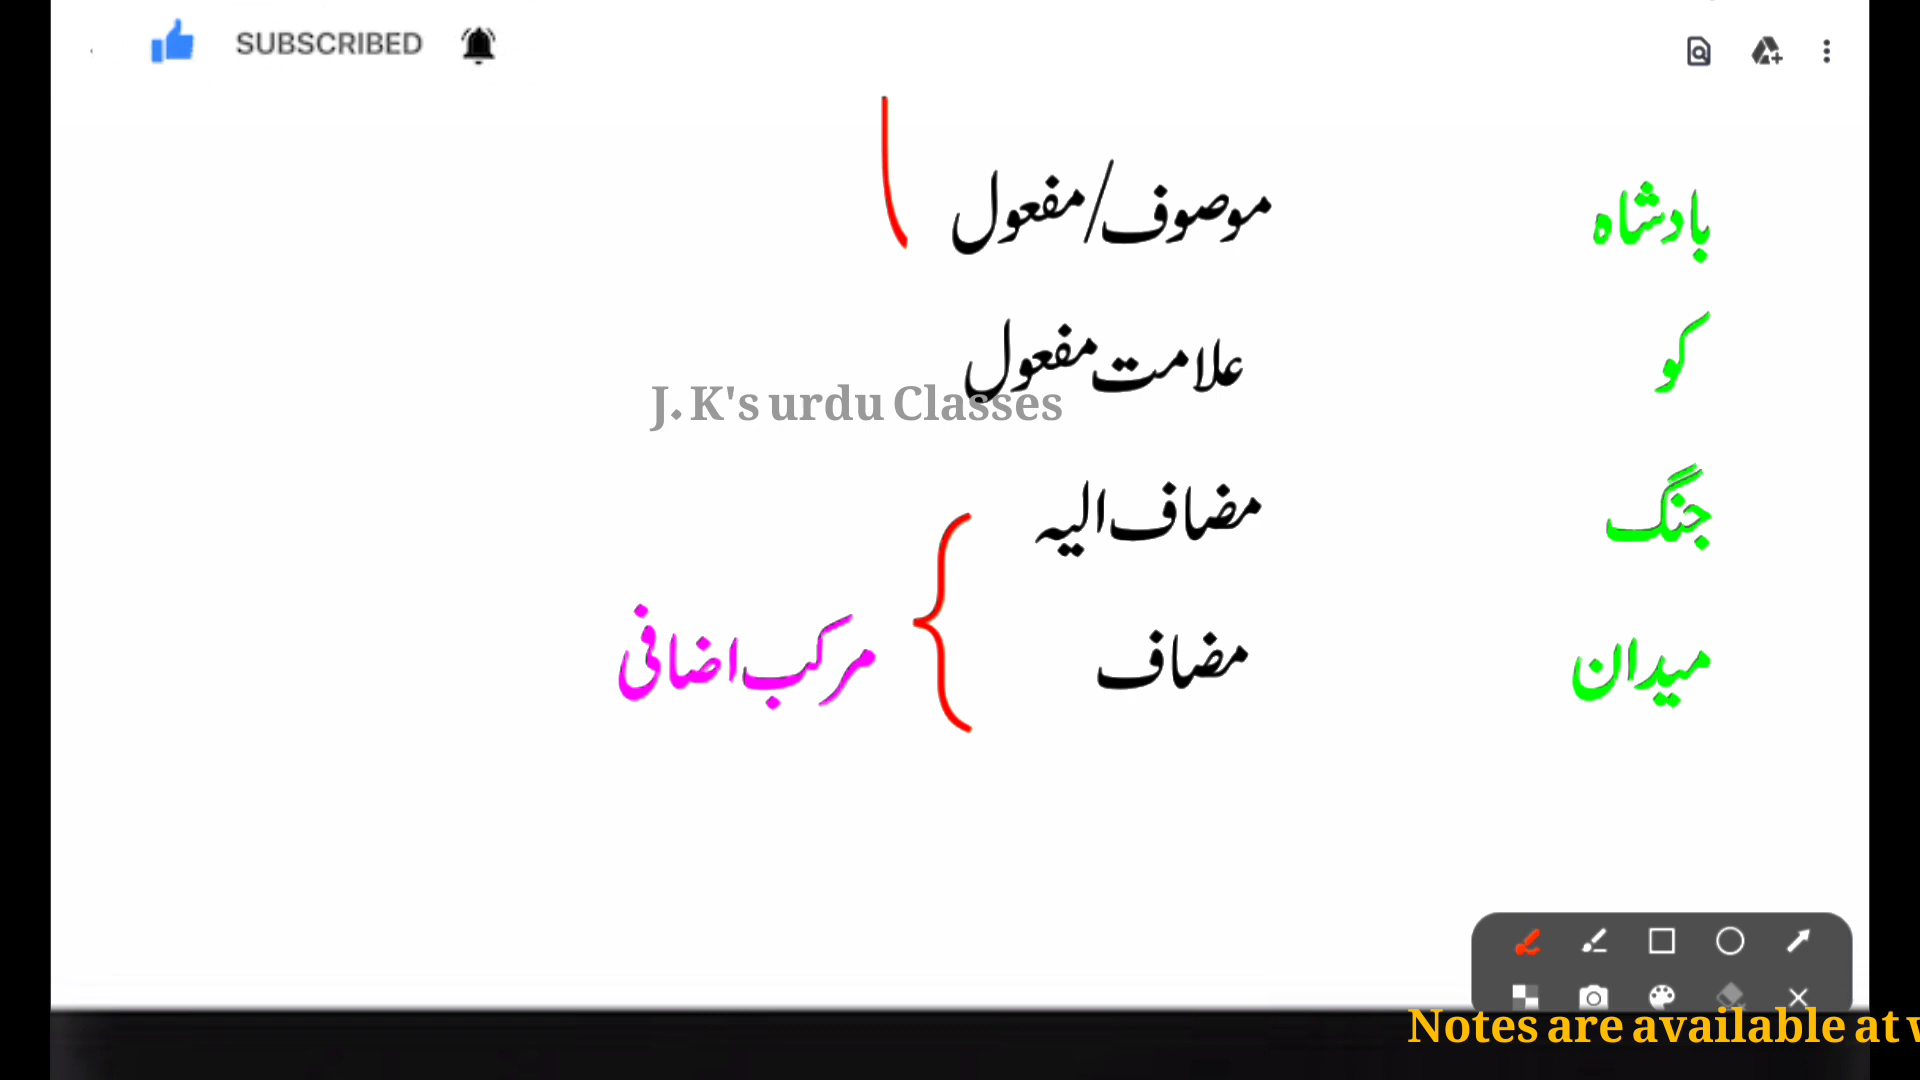 SUBSCRIBED
بادشاہ موصوف/مفعول
کو علامت مفعول
J. K's urdu Classes
جنگ مضاف الیہ
میدان مضاف مرکب اضافی
Notes are available at